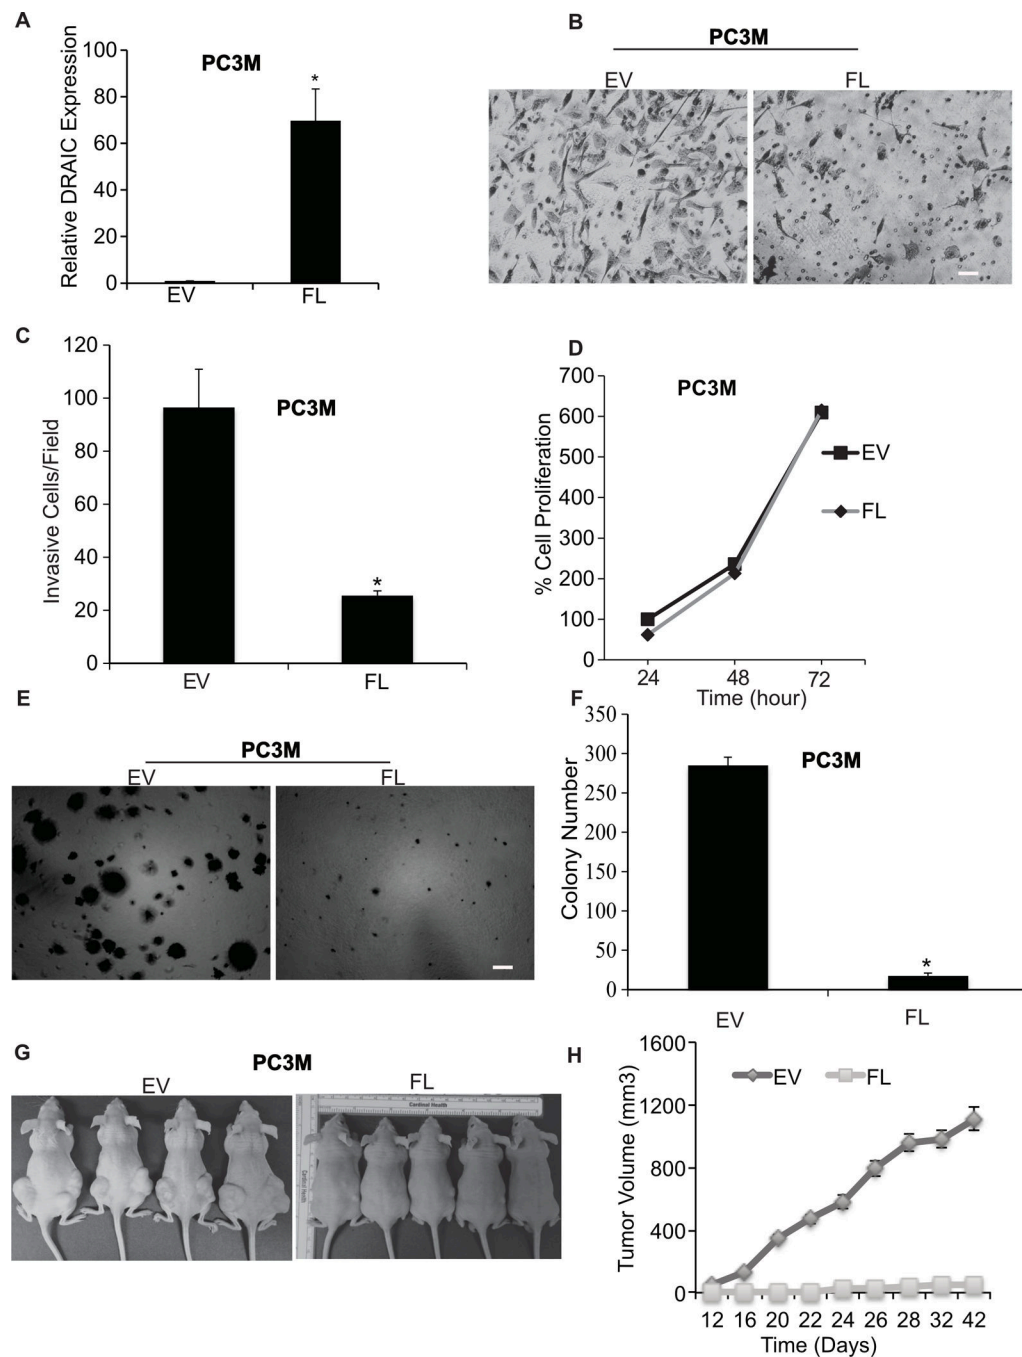 A
Relative DRAIC Expression
100
80
60
40
20
0
PC3M
*
EV
FL
B
PC3M
EV
FL
C
Invasive Cells/Field
120
100
80
60
40
20
0
PC3M
*
EV
FL
D
% Cell Proliferation
700
600
500
400
300
200
100
0
PC3M
EV
FL
24
48
72
Time (hour)
E
PC3M
EV
FL
F
Colony Number
350
300
250
200
150
100
50
0
PC3M
*
EV
FL
G
PC3M
EV
FL
Cardinal Health
Cardinal Health
H
Tumor Volume (mm3)
1600
1200
800
400
0
EV
FL
12 16 20 22 24 26 28 32 42
Time (Days)